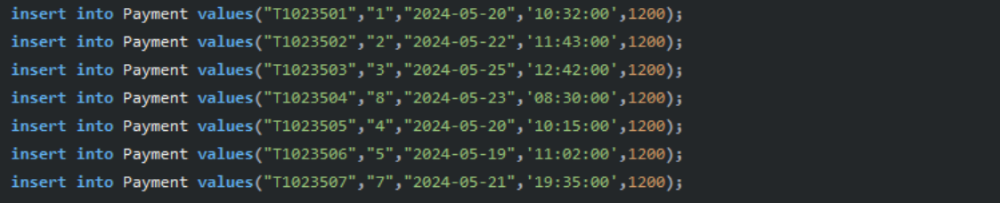 insert into Payment values("T1023501","1","2024-05-20",'10:32:00',1200);
insert into Payment values("T1023502","2","2024-05-22",'11:43:00',1200);
insert into Payment values("T1023503","3","2024-05-25",'12:42:00',1200);
insert into Payment values("T1023504","8","2024-05-23",'08:30:00',1200);
insert into Payment values("T1023505","4","2024-05-20",'10:15:00',1200);
insert into Payment values("T1023506","5","2024-05-19",'11:02:00',1200);
insert into Payment values("T1023507","7","2024-05-21",'19:35:00',1200);